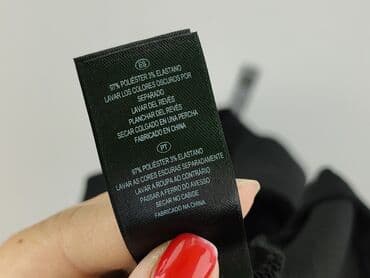 ES
97% POLIÉSTER 3% ELASTANO
LAVAR LOS COLORES OSCUROS POR
SEPARADO
LAVAR DEL REVÉS
PLANCHAR DEL REVÉS
SECAR COLGADO EN UNA PERCHA
FABRICADO EN CHINA
PT
97% POLIÉSTER 3% ELASTANO
LAVAR AS CORES ESCURAS SEPARADAMENTE
LAVAR A ROUPA AO CONTRÁRIO
PASSAR A FERRO DO AVESSO
SECAR NO CABIDE
FABRICADO NA CHINA